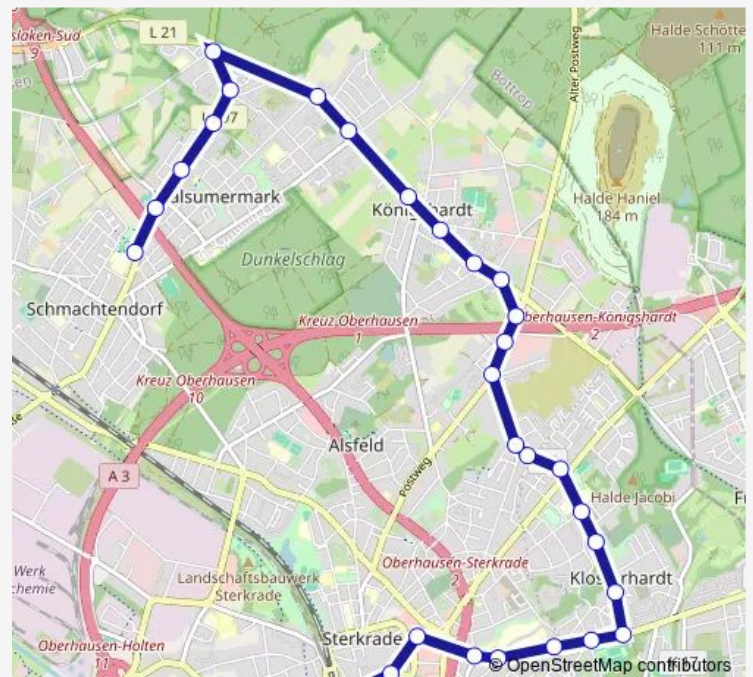 L 21
Halde Schötte
111 m
slaken-Süd
9
Alter Postweg
Bottrop
alsumermark
Königshardt
Halde Haniel
184 m
Dunkelschlag
Schmachtendorf
Kreuz Oberhausen
1
berhausen-Königshardt
2
Kreuz Oberhausen
10
Alsfeld
A 3
Postweg
Halde Jacobi
Werk
chemie
Landschaftsbauwerk
Sterkrade
Oberhausen-Sterkrade
2
Klosterhardt
Sterkrade
Oberhausen-Holten
11
© OpenStreetMap contributors